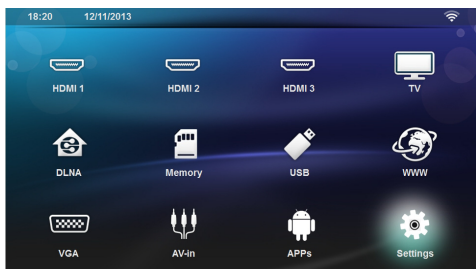 18:20 12/11/2013
HDMI 1 HDMI 2 HDMI 3 TV
DLNA Memory USB WWW
VGA AV-in APPs Settings